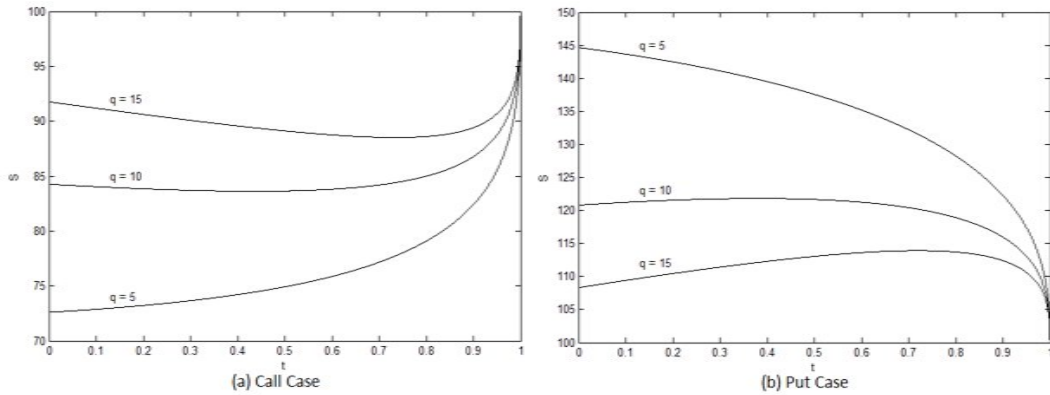 100
95
90
85
80
75
70
S
q = 15
q = 10
q = 5
0 0.1 0.2 0.3 0.4 0.5 0.6 0.7 0.8 0.9 1
t
(a) Call Case
150
145
140
135
130
125
120
115
110
105
100
S
q = 5
q = 10
q = 15
0 0.1 0.2 0.3 0.4 0.5 0.6 0.7 0.8 0.9 1
t
(b) Put Case